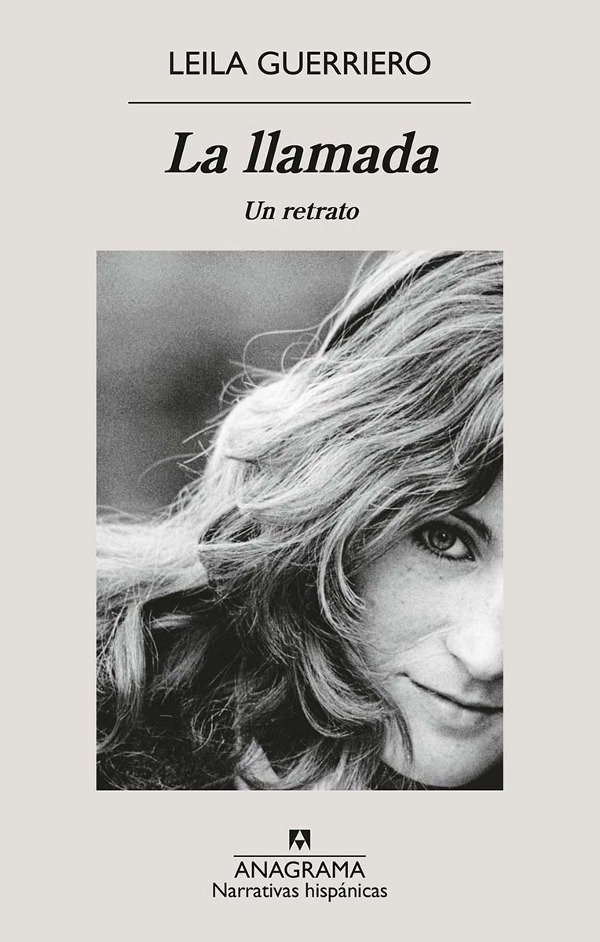 LEILA GUERRIERO
La llamada
Un retrato
ANAGRAMA
Narrativas hispánicas